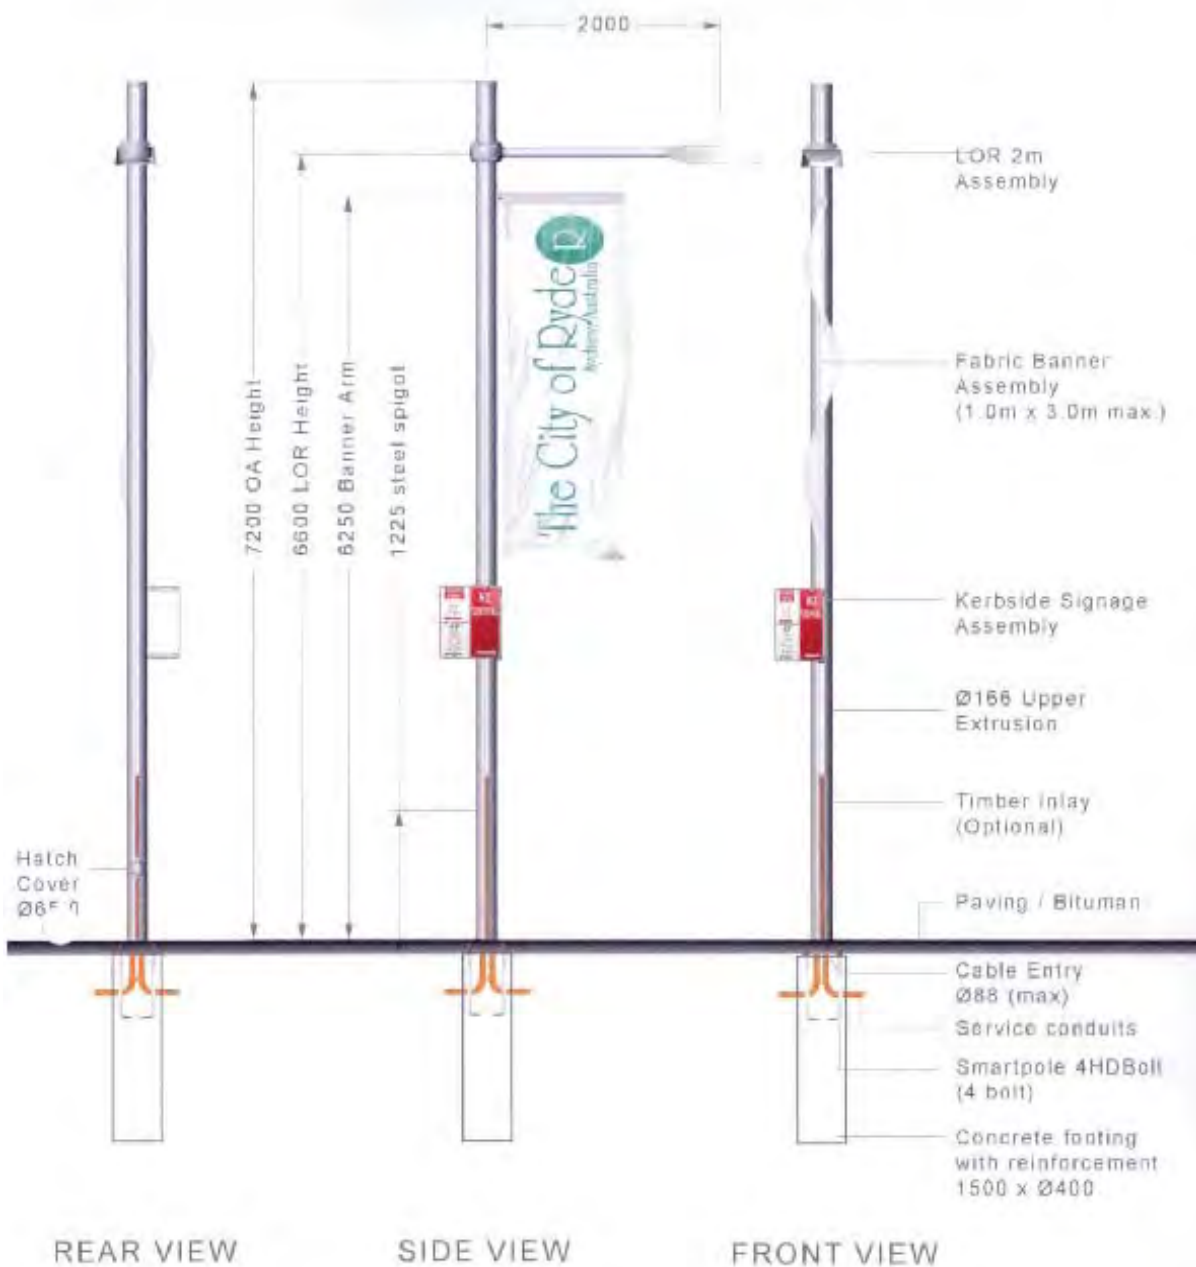 2000
LOR 2m
Assembly
7200 OA Height
6600 LOR Height
6250 Banner Arm
1225 steel spigot
The City of Ryde
R
Sydney Australia
Fabric Banner
Assembly
(1.0m x 3.0m max.)
Kerbside Signage
Assembly
Ø166 Upper
Extrusion
Timber inlay
(Optional)
Hatch
Cover
Paving / Bituman
Cable Entry
Ø88 (max)
Service conduits
Smartpole 4HDBolt
(4 bolt)
Concrete footing
with reinforcement
1500 x Ø400
REAR VIEW
SIDE VIEW
FRONT VIEW